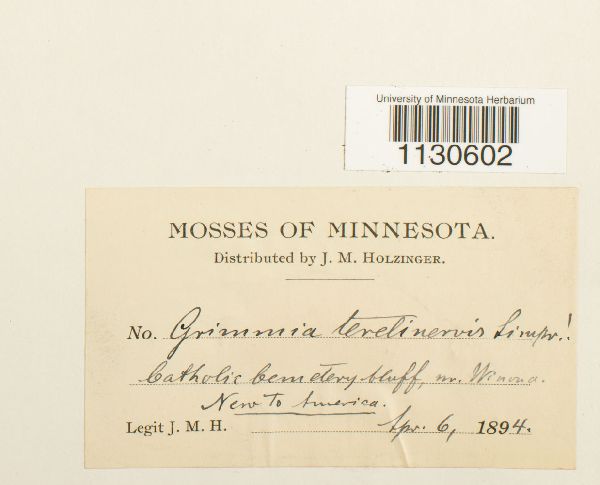 University of Minnesota Herbarium
1130602
MOSSES OF MINNESOTA.
Distributed by J. M. HOLZINGER.
No. Grimmia teretinervis Limpr.!
Catholic Cemetery bluff, nr. Winona.
New To America.
Legit J. M. H. Apr. 6, 1894.